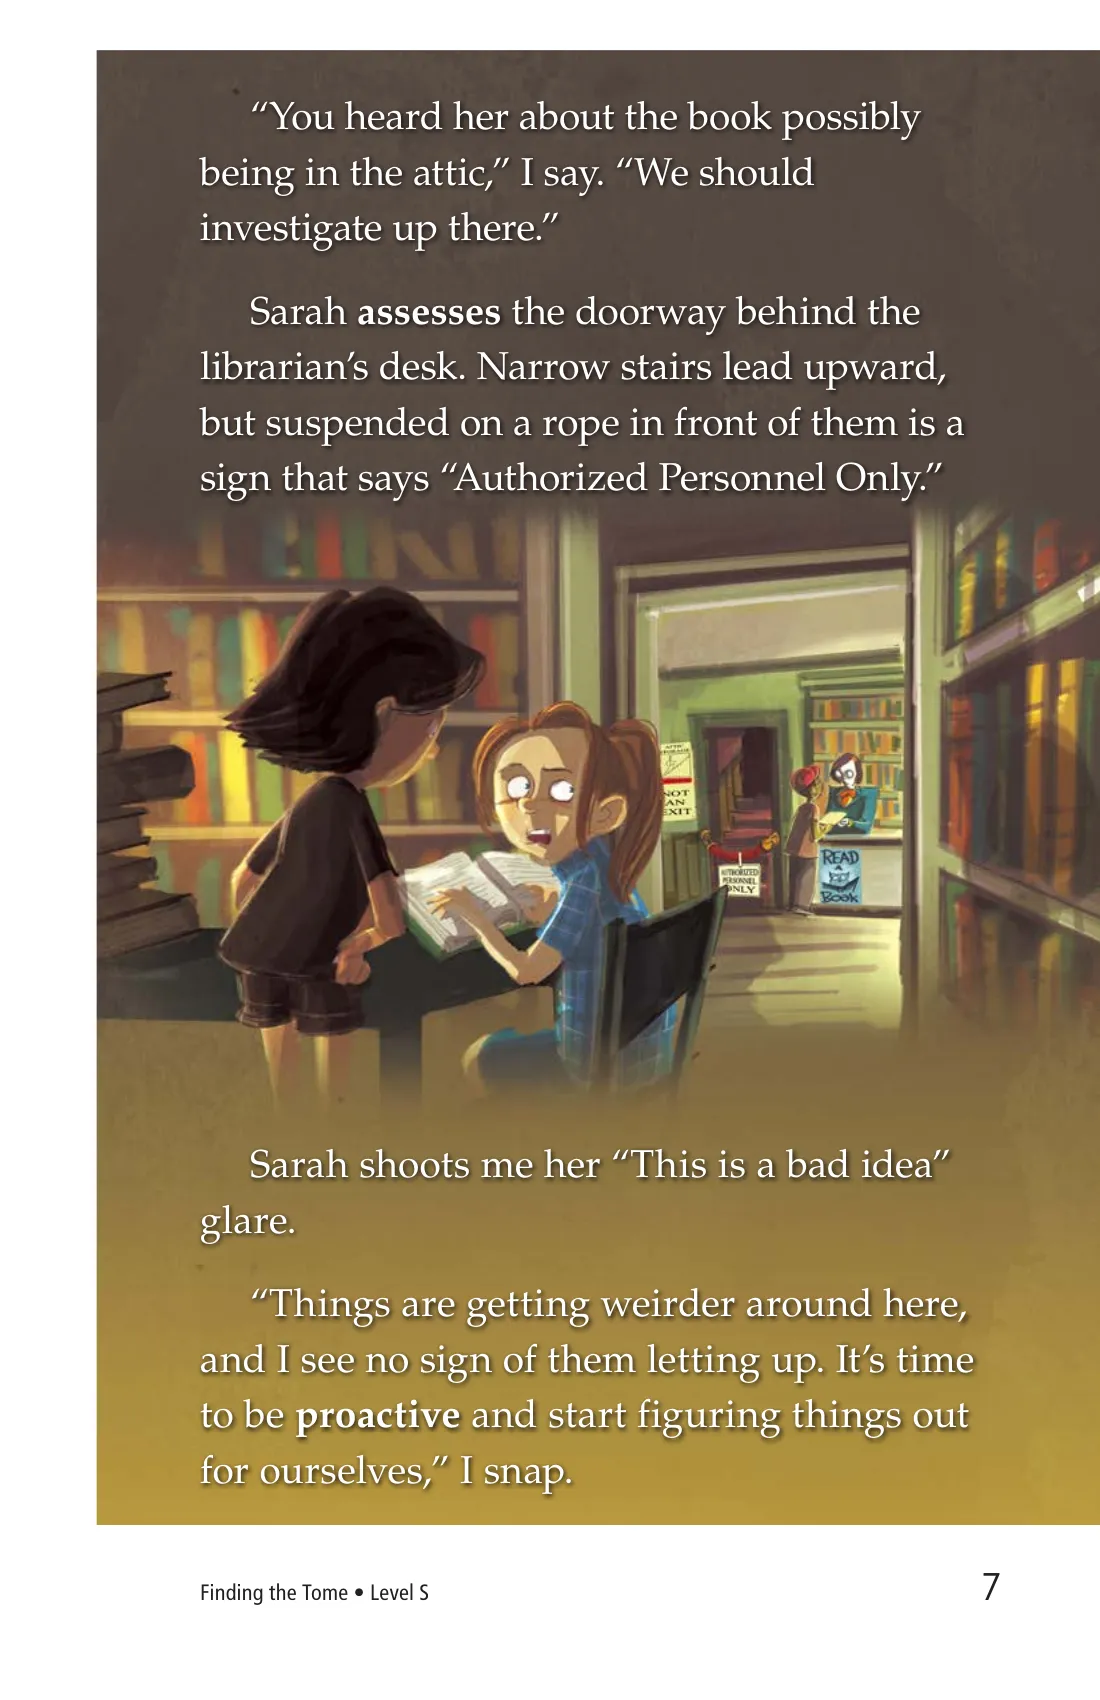 “You heard her about the book possibly
being in the attic,” I say. “We should
investigate up there.”
Sarah assesses the doorway behind the
librarian’s desk. Narrow stairs lead upward,
but suspended on a rope in front of them is a
sign that says “Authorized Personnel Only.”
ATTIC
NOT
AN
EXIT
AUTHORIZED
PERSONNEL
ONLY
READ
A
BOOK
Sarah shoots me her “This is a bad idea”
glare.
“Things are getting weirder around here,
and I see no sign of them letting up. It’s time
to be proactive and start figuring things out
for ourselves,” I snap.
Finding the Tome • Level S
7